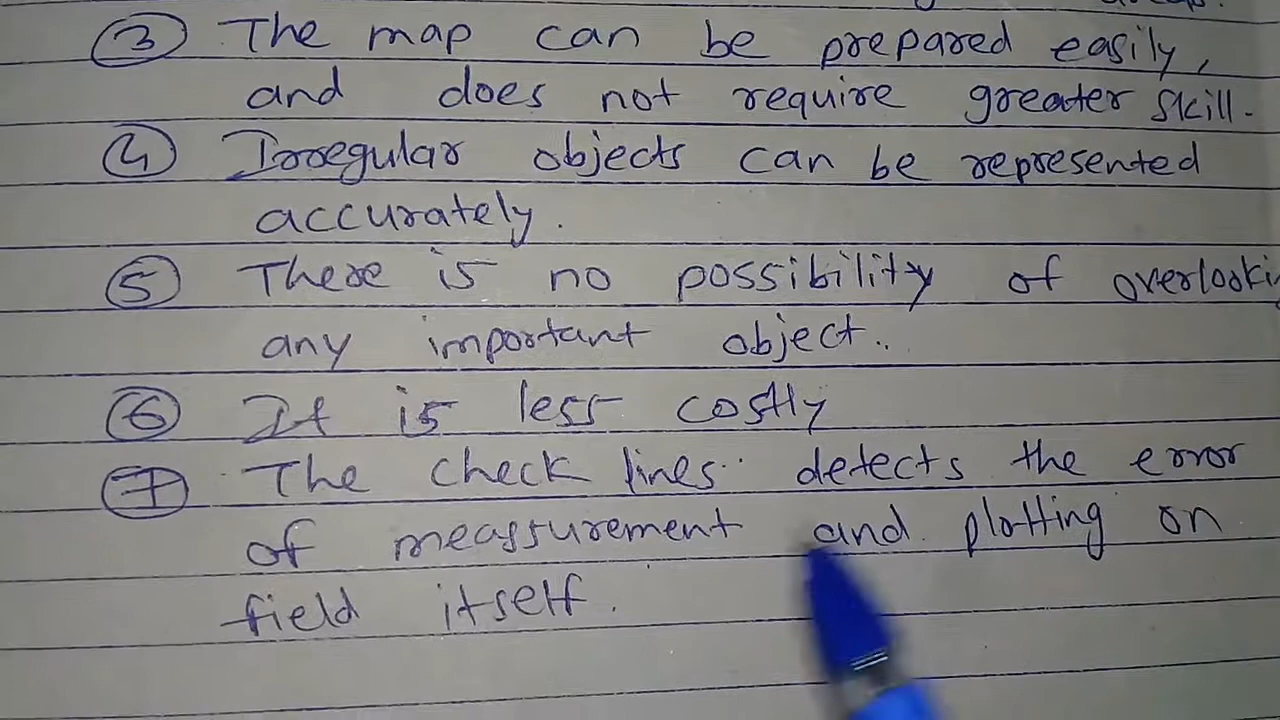 ③ The map can be prepared easily,
and does not require greater skill.
④ Irregular objects can be represented
accurately.
⑤ There is no possibility of overlooki
any important object..
⑥ It is less costly
⑦ The check lines detects the error
of meassurement and plotting on
field itself.